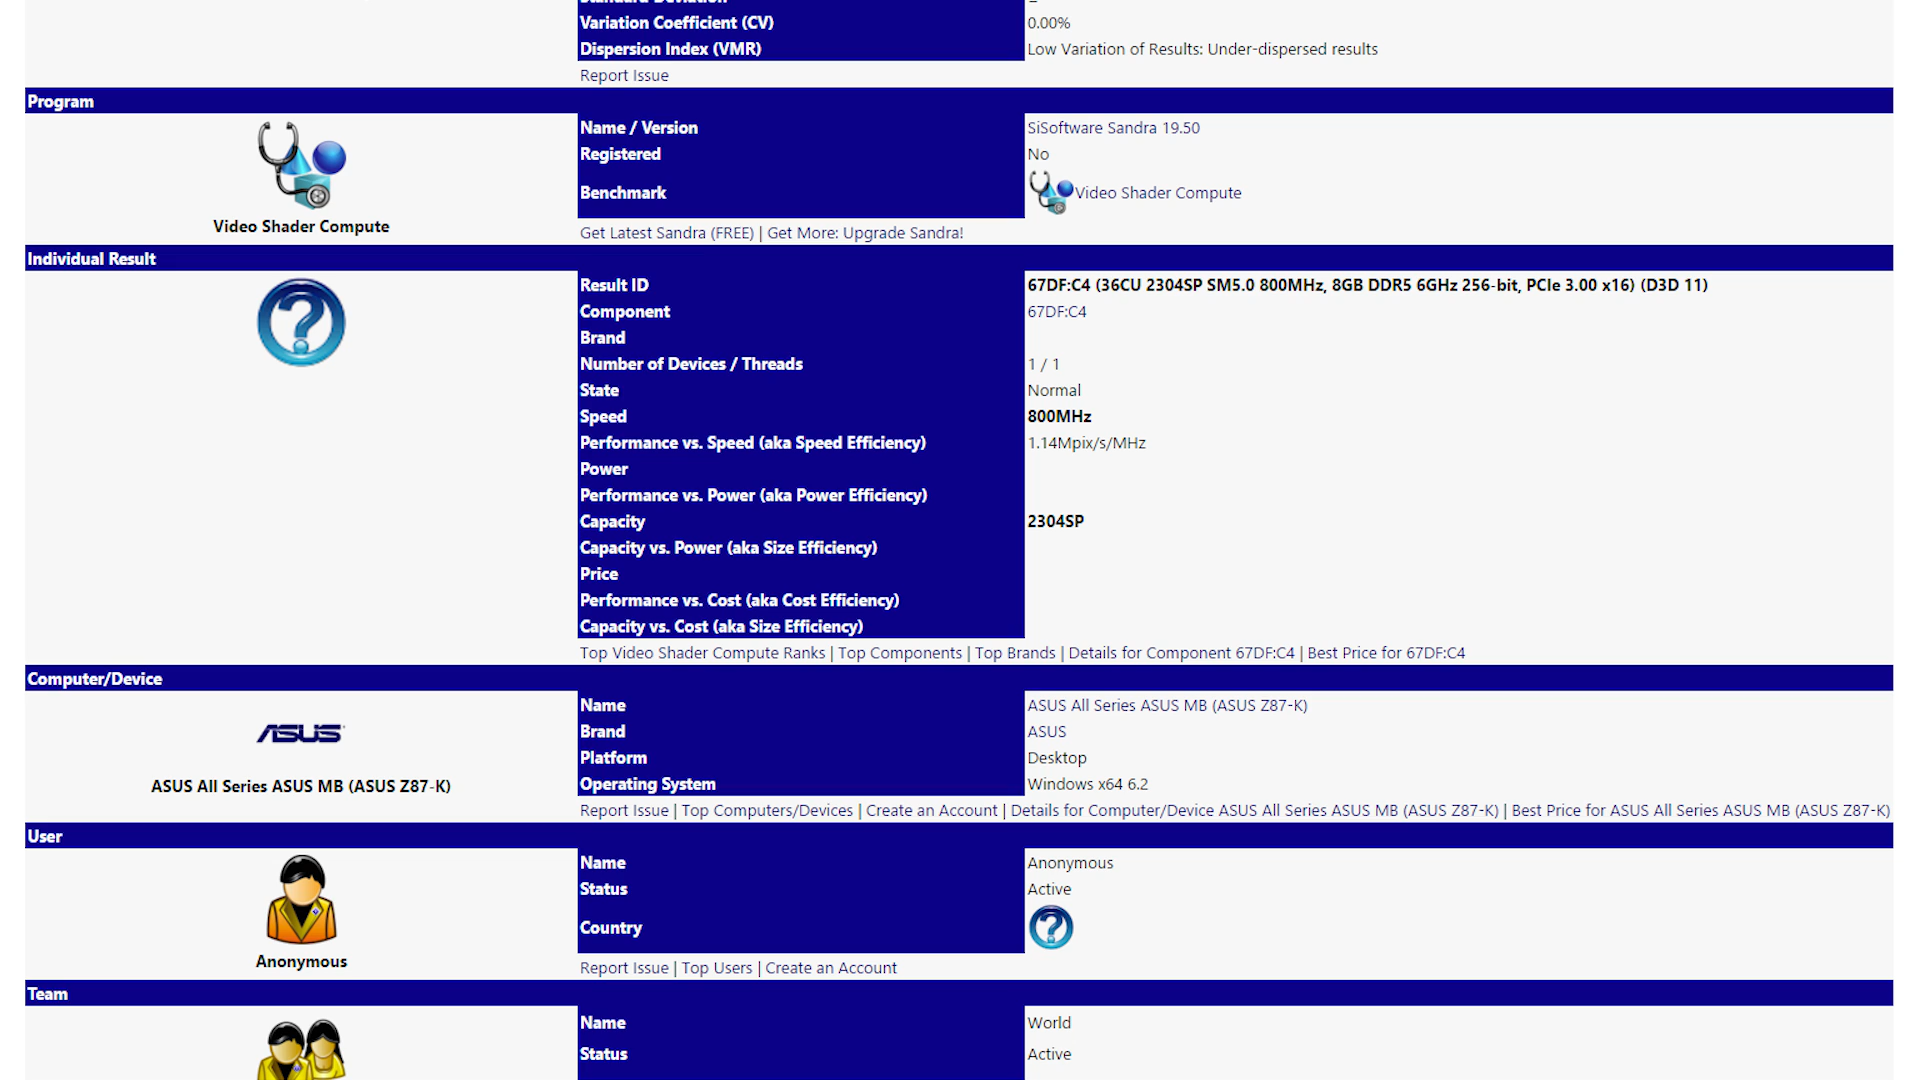 Standard Deviation
Variation Coefficient (CV) 0.00%
Dispersion Index (VMR) Low Variation of Results: Under-dispersed results
Report Issue
Program
Name / Version SiSoftware Sandra 19.50
Registered No
Benchmark Video Shader Compute
Video Shader Compute
Get Latest Sandra (FREE) | Get More: Upgrade Sandra!
Individual Result
Result ID 67DF:C4 (36CU 2304SP SM5.0 800MHz, 8GB DDR5 6GHz 256-bit, PCIe 3.00 x16) (D3D 11)
Component 67DF:C4
Brand
Number of Devices / Threads 1 / 1
State Normal
Speed 800MHz
Performance vs. Speed (aka Speed Efficiency) 1.14Mpix/s/MHz
Power
Performance vs. Power (aka Power Efficiency)
Capacity 2304SP
Capacity vs. Power (aka Size Efficiency)
Price
Performance vs. Cost (aka Cost Efficiency)
Capacity vs. Cost (aka Size Efficiency)
Top Video Shader Compute Ranks | Top Components | Top Brands | Details for Component 67DF:C4 | Best Price for 67DF:C4
Computer/Device
ASUS
ASUS All Series ASUS MB (ASUS Z87-K)
Name ASUS All Series ASUS MB (ASUS Z87-K)
Brand ASUS
Platform Desktop
Operating System Windows x64 6.2
Report Issue | Top Computers/Devices | Create an Account | Details for Computer/Device ASUS All Series ASUS MB (ASUS Z87-K) | Best Price for ASUS All Series ASUS MB (ASUS Z87-K)
User
Name Anonymous
Status Active
Country
Anonymous
Report Issue | Top Users | Create an Account
Team
Name World
Status Active